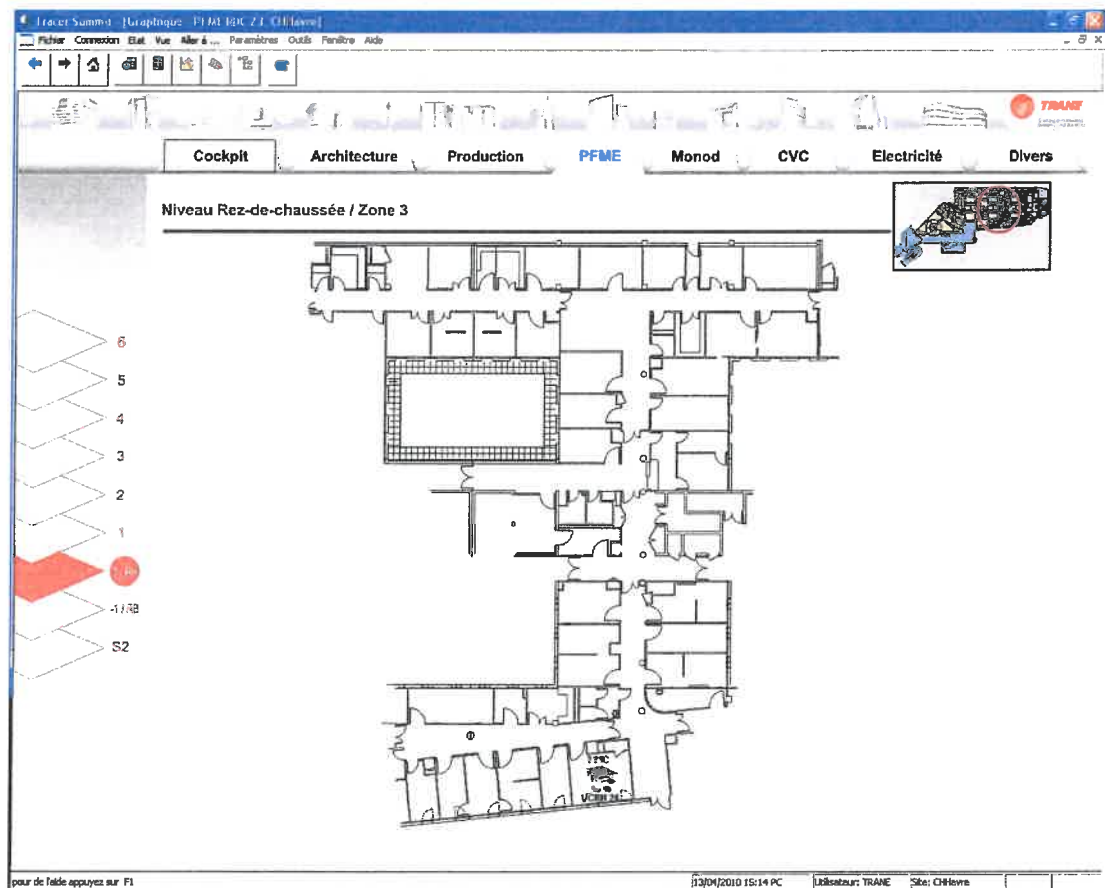 Tracer Summit - [Graphique - PFME RDC Z3 CHHavre]
Fichier Connexion Etat Vue Aller à ... Paramètres Outils Fenêtre Aide
TRANE
Cockpit Architecture Production PFME Monod CVC Electricité Divers
Niveau Rez-de-chaussée / Zone 3
6
5
4
3
2
1
-1 / RB
S2
pour de l'aide appuyez sur F1
13/04/2010 15:14 PC
Utilisateur: TRANE
Site: CHHavre